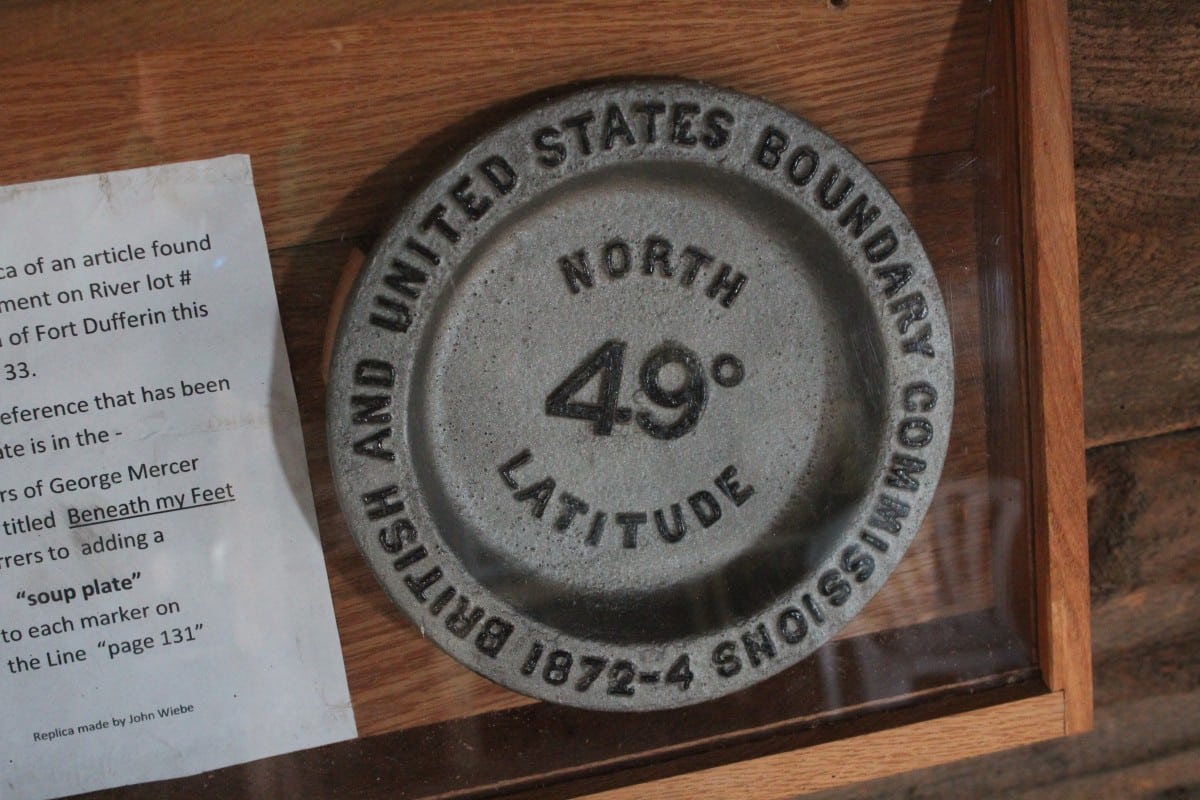 ca of an article found
ment on River lot #
of Fort Dufferin this
33.
eference that has been
ate is in the -
rs of George Mercer
titled Beneath my Feet
rrers to adding a
“soup plate”
to each marker on
the Line “page 131”
Replica made by John Wiebe
BRITISH AND UNITED STATES BOUNDARY COMMISSIONS
1872-4
NORTH
49°
LATITUDE